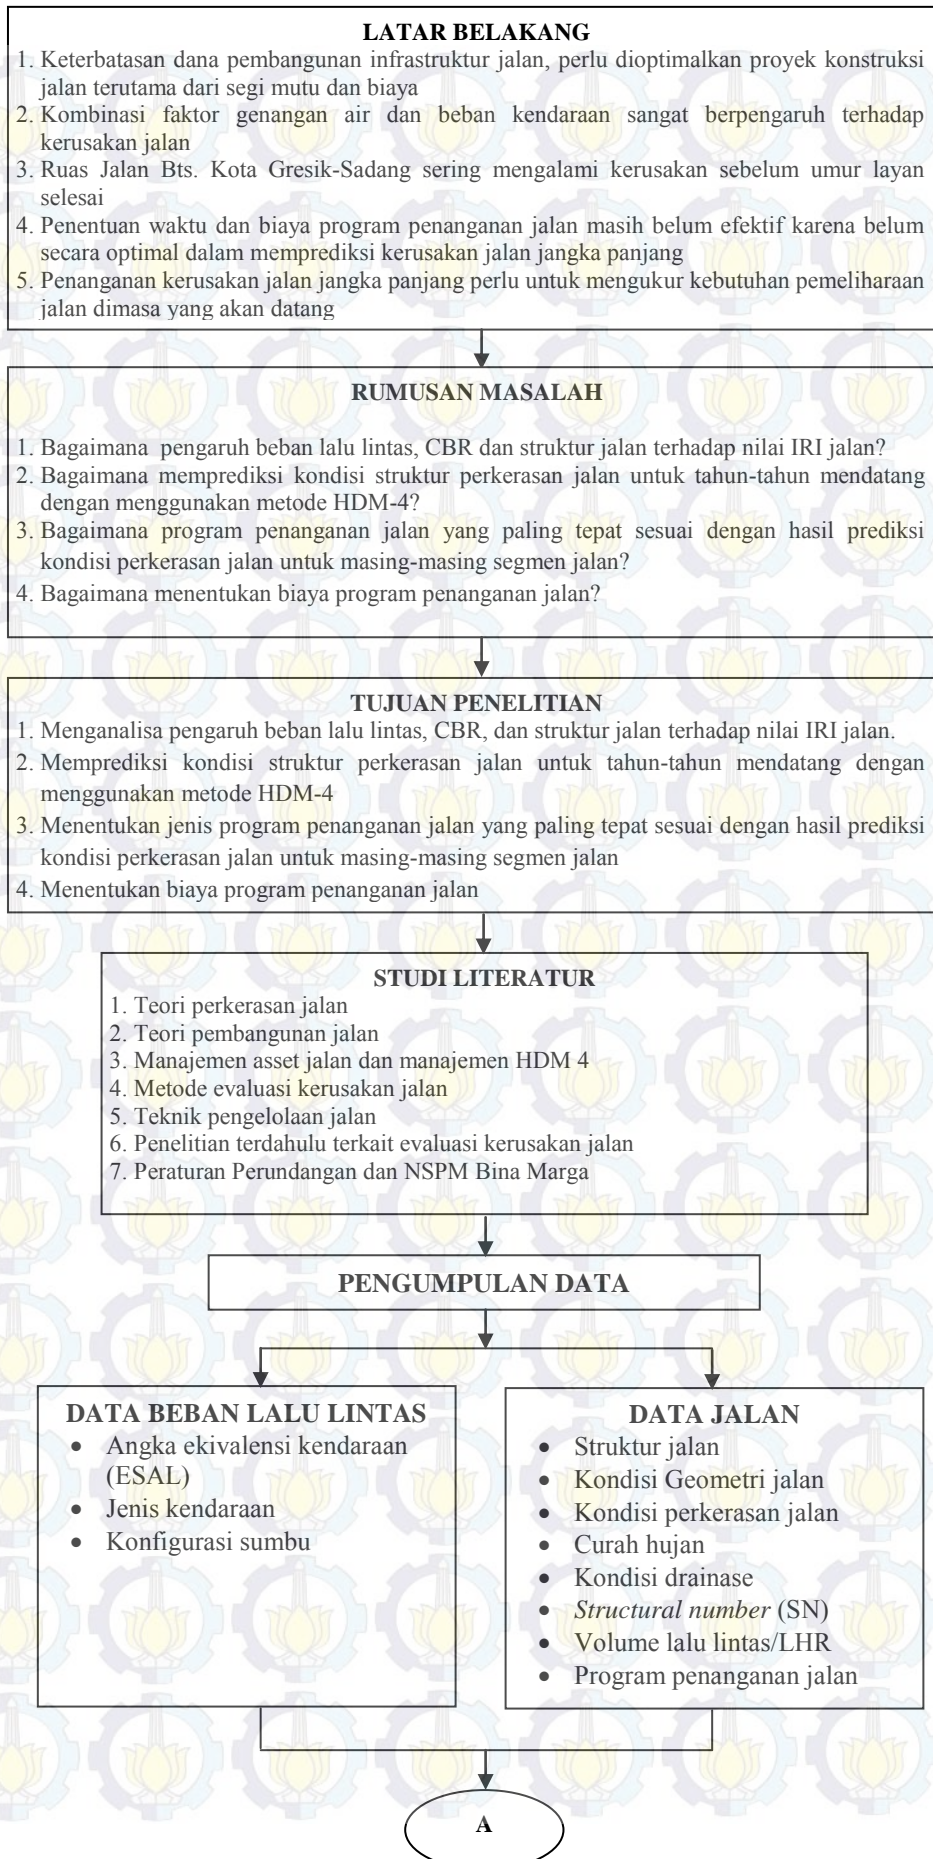 LATAR BELAKANG
1. Keterbatasan dana pembangunan infrastruktur jalan, perlu dioptimalkan proyek konstruksi
jalan terutama dari segi mutu dan biaya
2. Kombinasi faktor genangan air dan beban kendaraan sangat berpengaruh terhadap
kerusakan jalan
3. Ruas Jalan Bts. Kota Gresik-Sadang sering mengalami kerusakan sebelum umur layan
selesai
4. Penentuan waktu dan biaya program penanganan jalan masih belum efektif karena belum
secara optimal dalam memprediksi kerusakan jalan jangka panjang
5. Penanganan kerusakan jalan jangka panjang perlu untuk mengukur kebutuhan pemeliharaan
jalan dimasa yang akan datang
RUMUSAN MASALAH
1. Bagaimana pengaruh beban lalu lintas, CBR dan struktur jalan terhadap nilai IRI jalan?
2. Bagaimana memprediksi kondisi struktur perkerasan jalan untuk tahun-tahun mendatang
dengan menggunakan metode HDM-4?
3. Bagaimana program penanganan jalan yang paling tepat sesuai dengan hasil prediksi
kondisi perkerasan jalan untuk masing-masing segmen jalan?
4. Bagaimana menentukan biaya program penanganan jalan?
TUJUAN PENELITIAN
1. Menganalisa pengaruh beban lalu lintas, CBR, dan struktur jalan terhadap nilai IRI jalan.
2. Memprediksi kondisi struktur perkerasan jalan untuk tahun-tahun mendatang dengan
menggunakan metode HDM-4
3. Menentukan jenis program penanganan jalan yang paling tepat sesuai dengan hasil prediksi
kondisi perkerasan jalan untuk masing-masing segmen jalan
4. Menentukan biaya program penanganan jalan
STUDI LITERATUR
1. Teori perkerasan jalan
2. Teori pembangunan jalan
3. Manajemen asset jalan dan manajemen HDM 4
4. Metode evaluasi kerusakan jalan
5. Teknik pengelolaan jalan
6. Penelitian terdahulu terkait evaluasi kerusakan jalan
7. Peraturan Perundangan dan NSPM Bina Marga
PENGUMPULAN DATA
DATA BEBAN LALU LINTAS
• Angka ekivalensi kendaraan
(ESAL)
• Jenis kendaraan
• Konfigurasi sumbu
DATA JALAN
• Struktur jalan
• Kondisi Geometri jalan
• Kondisi perkerasan jalan
• Curah hujan
• Kondisi drainase
• Structural number (SN)
• Volume lalu lintas/LHR
• Program penanganan jalan
A